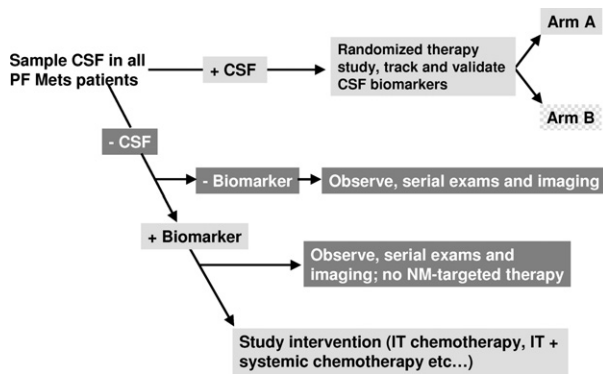 Sample CSF in all
PF Mets patients
+ CSF
Randomized therapy
study, track and validate
CSF biomarkers
Arm A
Arm B
- CSF
- Biomarker
Observe, serial exams and imaging
+ Biomarker
Observe, serial exams and
imaging; no NM-targeted therapy
Study intervention (IT chemotherapy, IT +
systemic chemotherapy etc...)